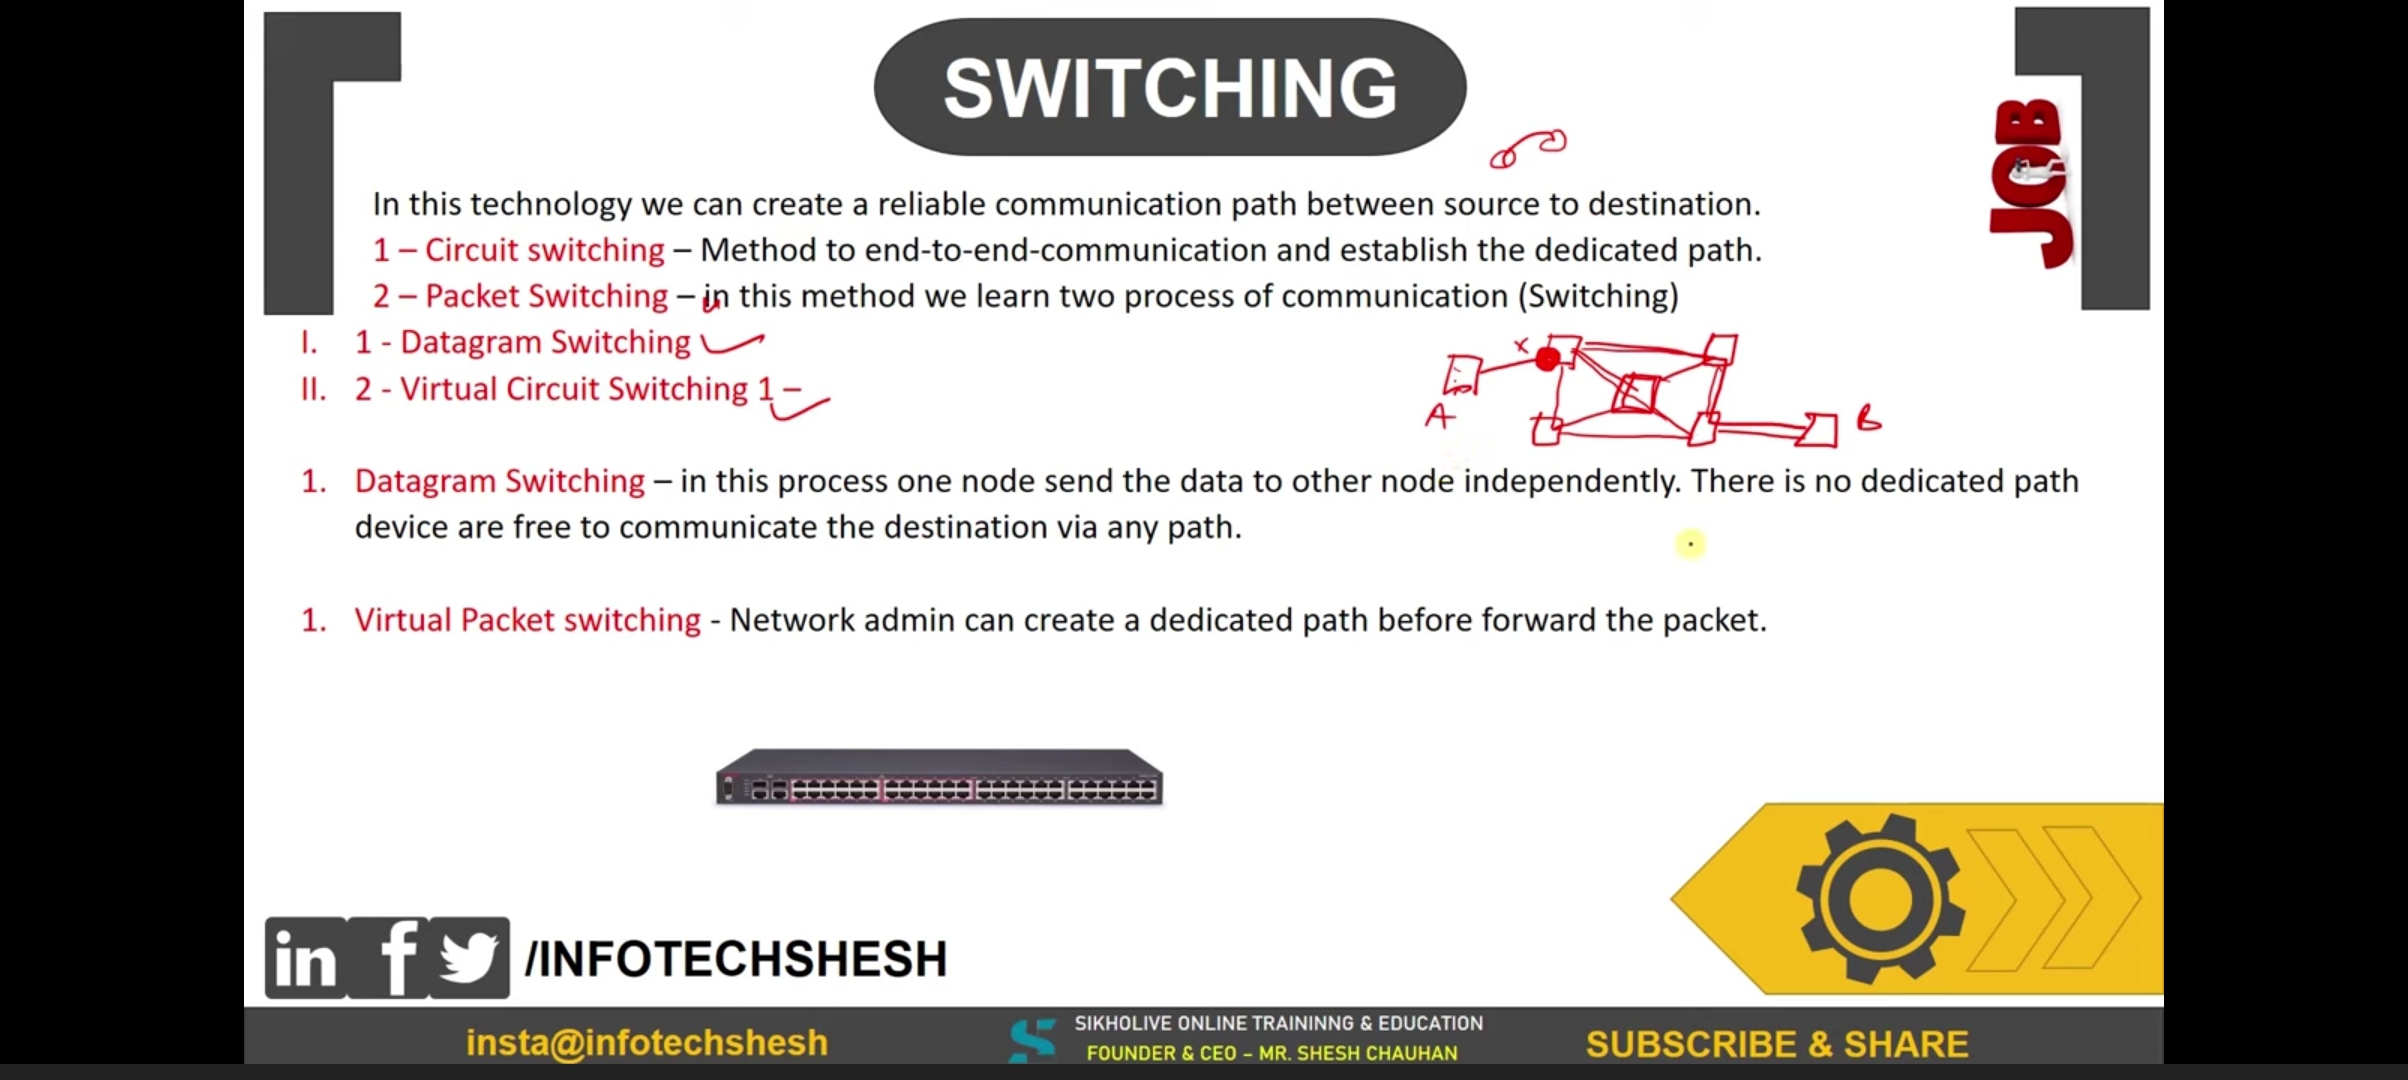 SWITCHING
JOB
In this technology we can create a reliable communication path between source to destination.
1 – Circuit switching – Method to end-to-end-communication and establish the dedicated path.
2 – Packet Switching – in this method we learn two process of communication (Switching)
I. 1 - Datagram Switching
II. 2 - Virtual Circuit Switching 1 –
X
A
B
1. Datagram Switching – in this process one node send the data to other node independently. There is no dedicated path
device are free to communicate the destination via any path.
1. Virtual Packet switching - Network admin can create a dedicated path before forward the packet.
in f /INFOTECHSHESH
insta@infotechshesh
SIKHOLIVE ONLINE TRAININNG & EDUCATION
FOUNDER & CEO – MR. SHESH CHAUHAN
SUBSCRIBE & SHARE